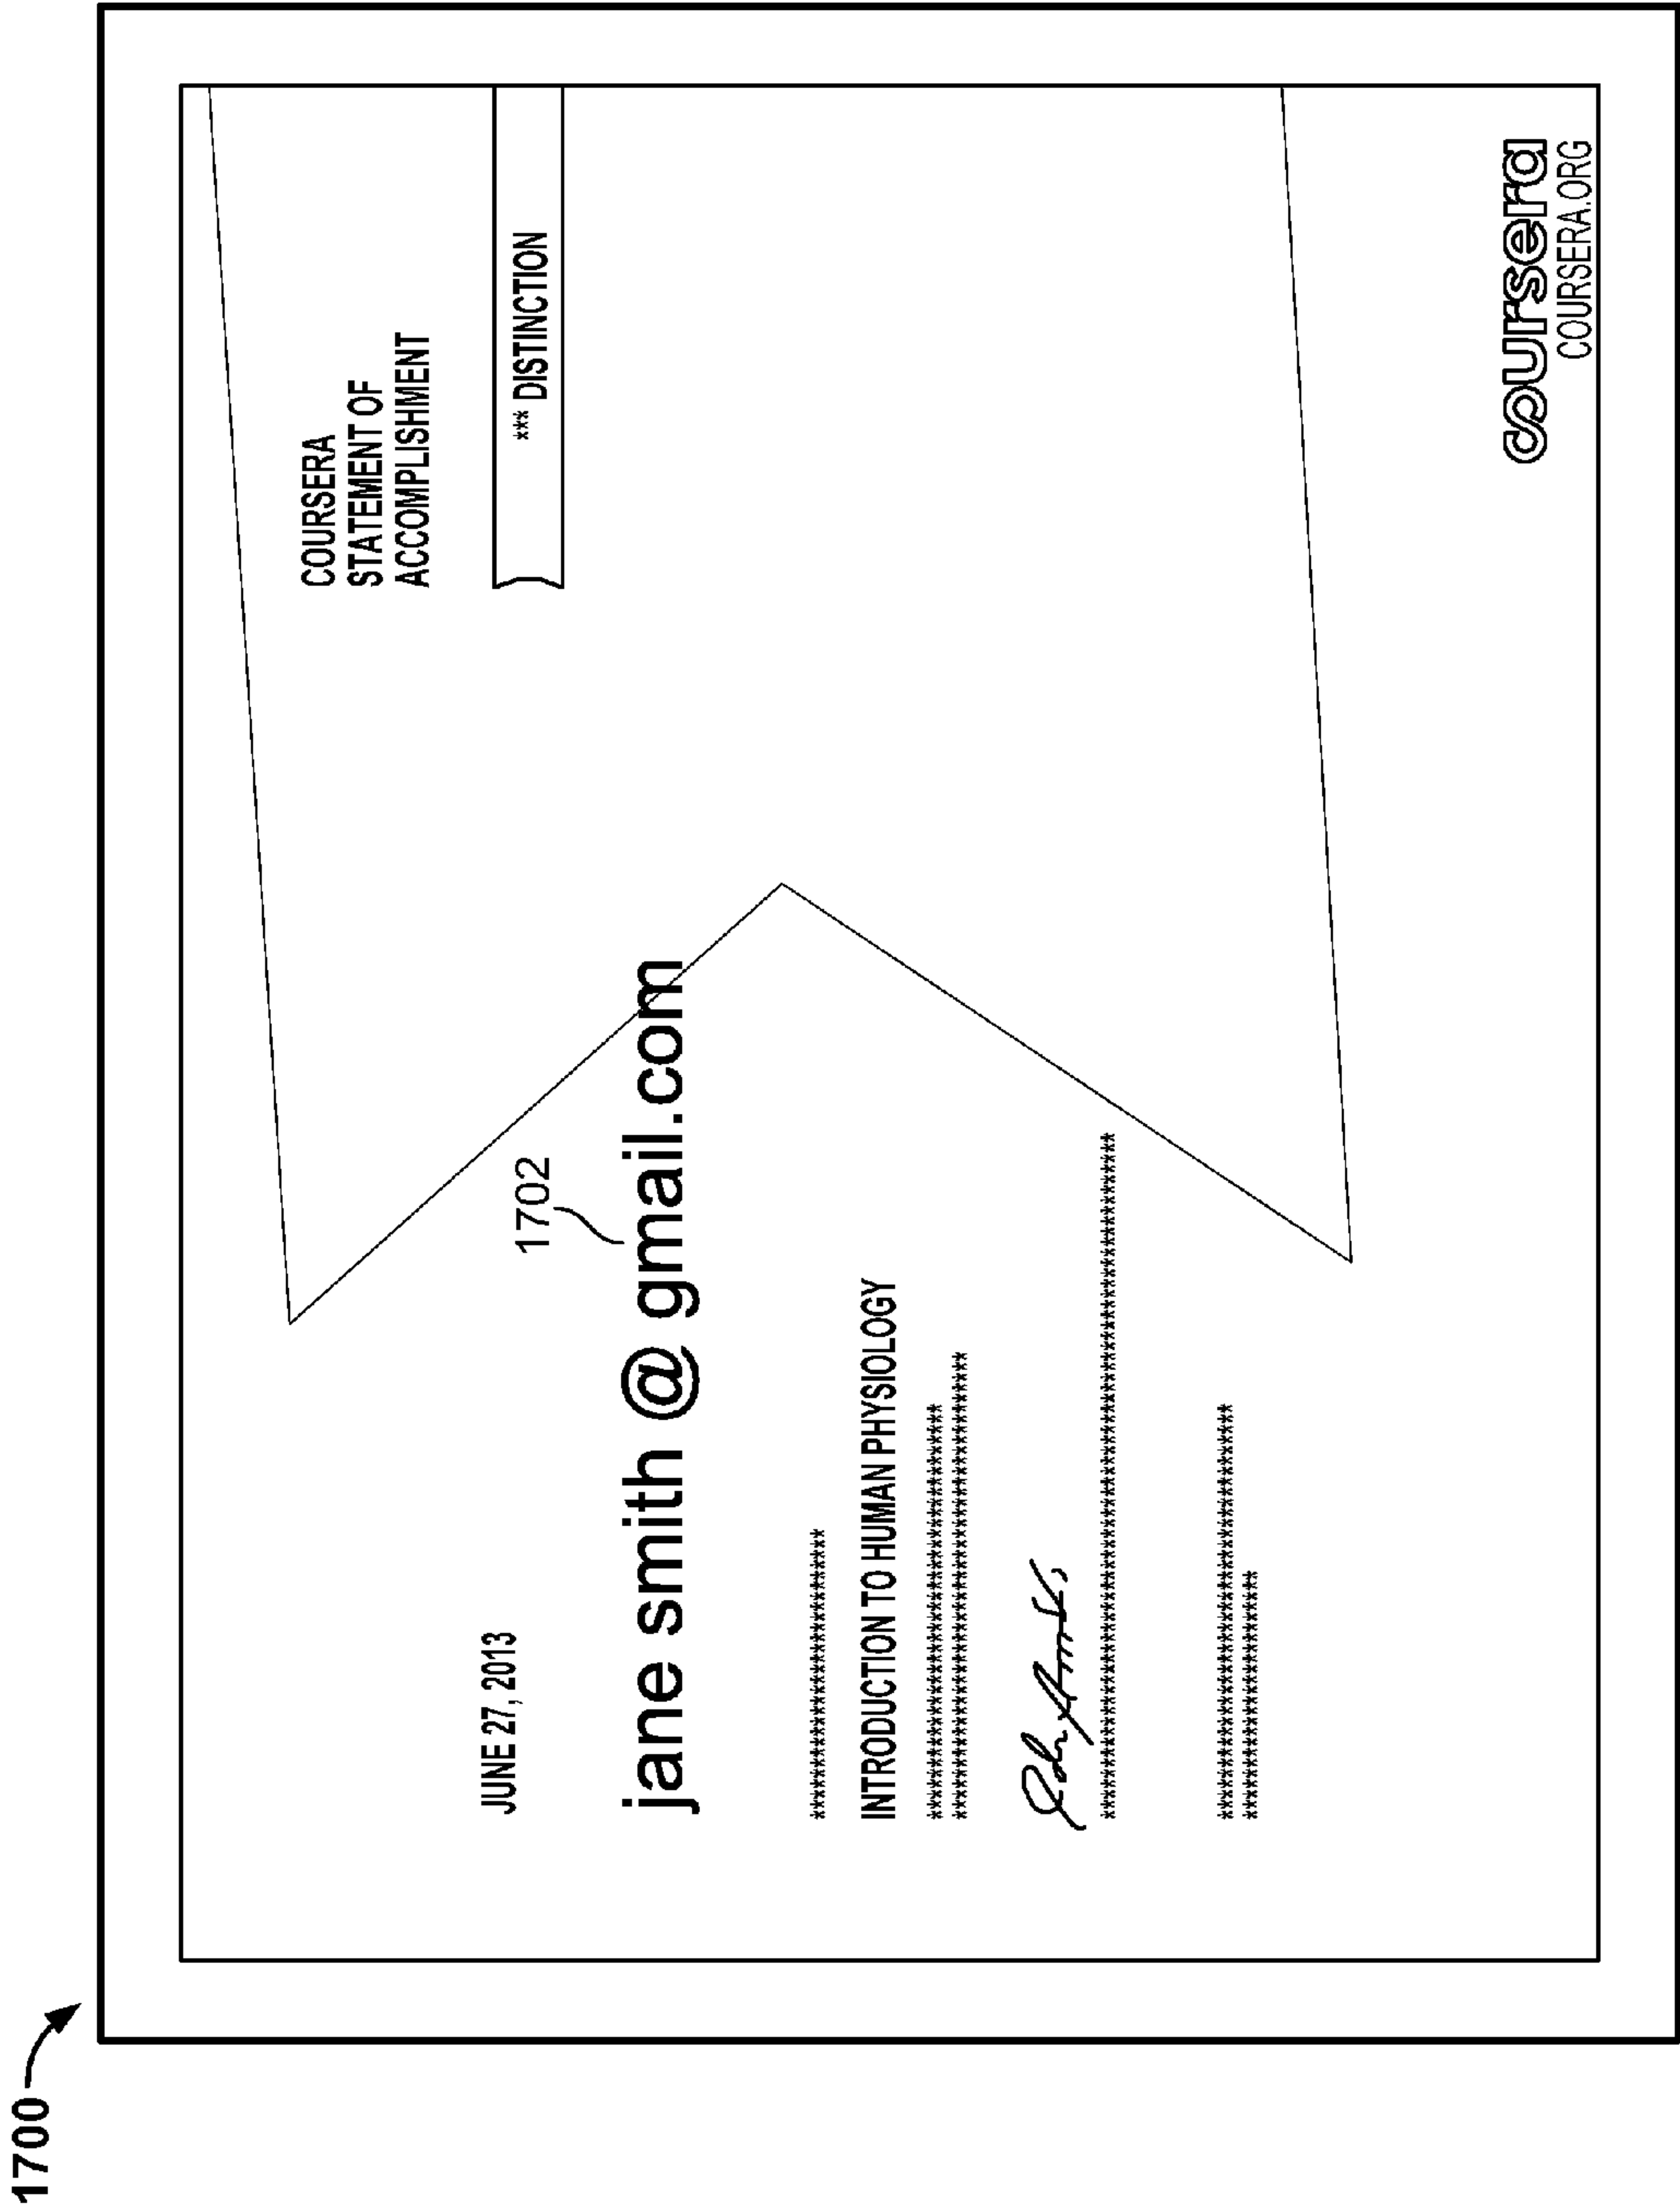 1700
COURSERA
STATEMENT OF
ACCOMPLISHMENT
*** DISTINCTION
JUNE 27, 2013
1702
jane smith @ gmail.com
****************************
INTRODUCTION TO HUMAN PHYSIOLOGY
****************************************
*********************************************
******************************************************************
****************************************
************************
coursera
COURSERA.ORG